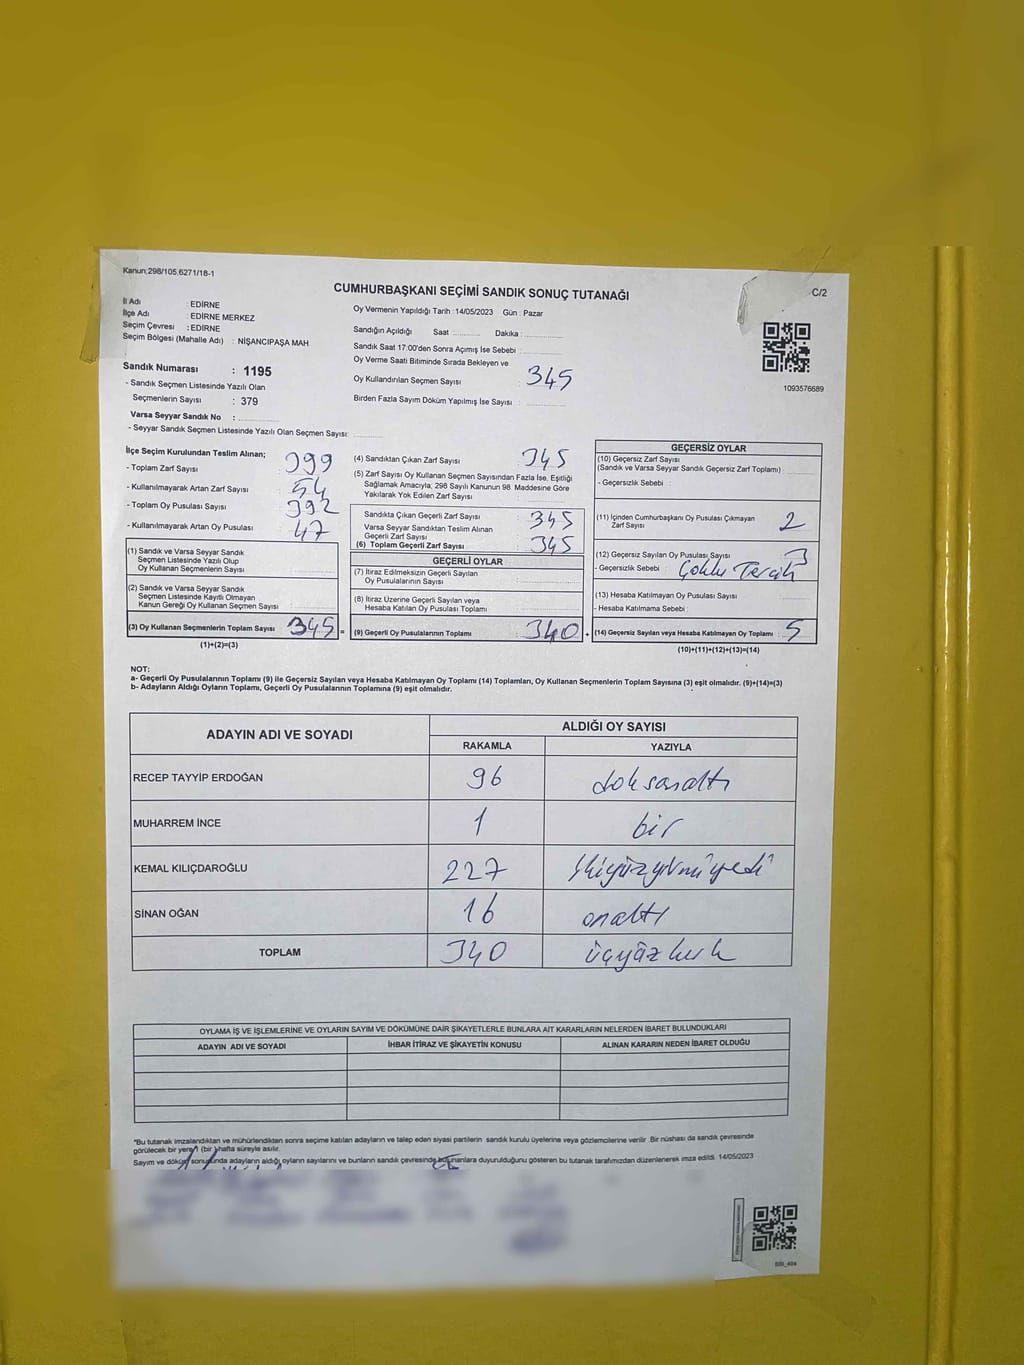 Kanun:298/105,6271/18-1
CUMHURBAŞKANI SEÇİMİ SANDIK SONUÇ TUTANAĞI
C/2
İl Adı : EDİRNE
İlçe Adı : EDİRNE MERKEZ
Seçim Çevresi : EDİRNE
Seçim Bölgesi (Mahalle Adı) : NİŞANCIPAŞA MAH
Sandık Numarası : 1195
- Sandık Seçmen Listesinde Yazılı Olan
Seçmenlerin Sayısı : 379
Varsa Seyyar Sandık No :
- Seyyar Sandık Seçmen Listesinde Yazılı Olan Seçmen Sayısı:
Oy Vermenin Yapıldığı Tarih :14/05/2023 Gün : Pazar
Sandığın Açıldığı Saat Dakika :
Sandık Saat 17:00'den Sonra Açımış İse Sebebi :
Oy Verme Saati Bitiminde Sırada Bekleyen ve
Oy Kullandırılan Seçmen Sayısı 345
Birden Fazla Sayım Döküm Yapılmış İse Sayısı :
1093576689
İlçe Seçim Kurulundan Teslim Alınan;
- Toplam Zarf Sayısı 399
- Kullanılmayarak Artan Zarf Sayısı 54
- Toplam Oy Pusulası Sayısı 392
- Kullanılmayarak Artan Oy Pusulası 47
(1) Sandık ve Varsa Seyyar Sandık
Seçmen Listesinde Yazılı Olup
Oy Kullanan Seçmenlerin Sayısı
(2) Sandık ve Varsa Seyyar Sandık
Seçmen Listesinde Kayıtlı Olmayan
Kanun Gereği Oy Kullanan Seçmen Sayısı
(3) Oy Kullanan Seçmenlerin Toplam Sayısı 345 =
(1)+(2)=(3)
(4) Sandıktan Çıkan Zarf Sayısı 345
(5) Zarf Sayısı Oy Kullanan Seçmen Sayısından Fazla İse, Eşitliği
Sağlamak Amacıyla; 298 Sayılı Kanunun 98. Maddesine Göre
Yakılarak Yok Edilen Zarf Sayısı
Sandıkta Çıkan Geçerli Zarf Sayısı 345
Varsa Seyyar Sandıktan Teslim Alınan
Geçerli Zarf Sayısı
(6) Toplam Geçerli Zarf Sayısı 345
GEÇERLİ OYLAR
(7) İtiraz Edilmeksizin Geçerli Sayılan
Oy Pusulalarının Sayısı
(8) İtiraz Üzerine Geçerli Sayılan veya
Hesaba Katılan Oy Pusulası Toplamı
(9) Geçerli Oy Pusulalarının Toplamı 340 +
GEÇERSİZ OYLAR
(10) Geçersiz Zarf Sayısı
(Sandık ve Varsa Seyyar Sandık Geçersiz Zarf Toplamı) :
- Geçersizlik Sebebi :
(11) İçinden Cumhurbaşkanı Oy Pusulası Çıkmayan
Zarf Sayısı 2
(12) Geçersiz Sayılan Oy Pusulası Sayısı 3
- Geçersizlik Sebebi : Çoklu Tercih
(13) Hesaba Katılmayan Oy Pusulası Sayısı
- Hesaba Katılmama Sebebi :
(14) Geçersiz Sayılan veya Hesaba Katılmayan Oy Toplamı : 5
(10)+(11)+(12)+(13)=(14)
NOT:
a- Geçerli Oy Pusulalarının Toplamı (9) ile Geçersiz Sayılan veya Hesaba Katılmayan Oy Toplamı (14) Toplamları, Oy Kullanan Seçmenlerin Toplam Sayısına (3) eşit olmalıdır. (9)+(14)=(3)
b- Adayların Aldığı Oyların Toplamı, Geçerli Oy Pusulalarının Toplamına (9) eşit olmalıdır.
ADAYIN ADI VE SOYADI
ALDIĞI OY SAYISI
RAKAMLA YAZIYLA
RECEP TAYYİP ERDOĞAN 96 doksanaltı
MUHARREM İNCE 1 bir
KEMAL KILIÇDAROĞLU 227 ikiyüzyirmiyedi
SİNAN OĞAN 16 onaltı
TOPLAM 340 üçyüzkırk
OYLAMA İŞ VE İŞLEMLERİNE VE OYLARIN SAYIM VE DÖKÜMÜNE DAİR ŞİKAYETLERLE BUNLARA AİT KARARLARIN NELERDEN İBARET BULUNDUKLARI
ADAYIN ADI VE SOYADI İHBAR İTİRAZ VE ŞİKAYETİN KONUSU ALINAN KARARIN NEDEN İBARET OLDUĞU
*Bu tutanak imzalandıktan ve mühürlendikten sonra seçime katılan adayların ve talep eden siyasi partilerin sandık kurulu üyelerine veya gözlemcilerine verilir. Bir nüshası da sandık çevresinde
görülecek bir yere 1 (bir) hafta süreyle asılır.
Sayım ve döküm sonunda adayların aldığı oyların sayılarını ve bunların sandık çevresinde bulunanlara duyurulduğunu gösteren bu tutanak tarafımızdan düzenlenerek imza edildi. 14/05/2023